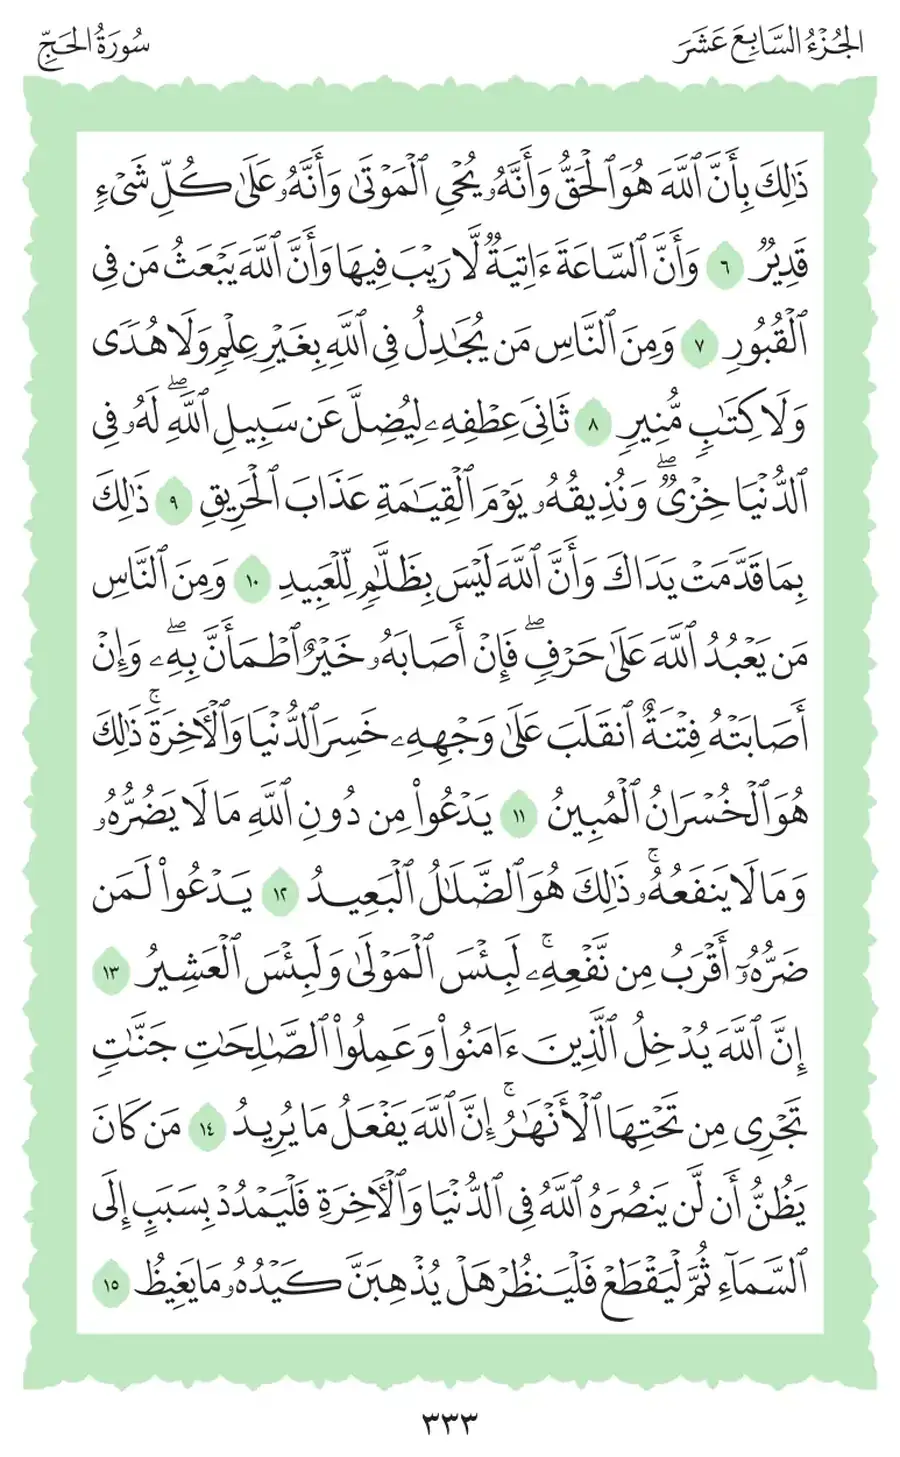 الجُزْءُ السَّابِعَ عَشَرَ
سُورَةُ الحَجِّ
ذَٰلِكَ بِأَنَّ ٱللَّهَ هُوَ ٱلْحَقُّ وَأَنَّهُۥ يُحْيِ ٱلْمَوْتَىٰ وَأَنَّهُۥ عَلَىٰ كُلِّ شَىْءٍ
قَدِيرٌ ٦ وَأَنَّ ٱلسَّاعَةَ ءَاتِيَةٌ لَّا رَيْبَ فِيهَا وَأَنَّ ٱللَّهَ يَبْعَثُ مَن فِى
ٱلْقُبُورِ ٧ وَمِنَ ٱلنَّاسِ مَن يُجَٰدِلُ فِى ٱللَّهِ بِغَيْرِ عِلْمٍ وَلَا هُدًى
وَلَا كِتَٰبٍ مُّنِيرٍ ٨ ثَانِىَ عِطْفِهِۦ لِيُضِلَّ عَن سَبِيلِ ٱللَّهِ ۖ لَهُۥ فِى
ٱلدُّنْيَا خِزْىٌ ۖ وَنُذِيقُهُۥ يَوْمَ ٱلْقِيَٰمَةِ عَذَابَ ٱلْحَرِيقِ ٩ ذَٰلِكَ
بِمَا قَدَّمَتْ يَدَاكَ وَأَنَّ ٱللَّهَ لَيْسَ بِظَلَّٰمٍ لِّلْعَبِيدِ ١٠ وَمِنَ ٱلنَّاسِ
مَن يَعْبُدُ ٱللَّهَ عَلَىٰ حَرْفٍ ۖ فَإِنْ أَصَابَهُۥ خَيْرٌ ٱطْمَأَنَّ بِهِۦ ۖ وَإِنْ
أَصَابَتْهُ فِتْنَةٌ ٱنقَلَبَ عَلَىٰ وَجْهِهِۦ خَسِرَ ٱلدُّنْيَا وَٱلْأَخِرَةَ ۚ ذَٰلِكَ
هُوَ ٱلْخُسْرَانُ ٱلْمُبِينُ ١١ يَدْعُوا۟ مِن دُونِ ٱللَّهِ مَا لَا يَضُرُّهُۥ
وَمَا لَا يَنفَعُهُۥ ۚ ذَٰلِكَ هُوَ ٱلضَّلَٰلُ ٱلْبَعِيدُ ١٢ يَدْعُوا۟ لَمَن
ضَرُّهُۥٓ أَقْرَبُ مِن نَّفْعِهِۦ ۚ لَبِئْسَ ٱلْمَوْلَىٰ وَلَبِئْسَ ٱلْعَشِيرُ ١٣
إِنَّ ٱللَّهَ يُدْخِلُ ٱلَّذِينَ ءَامَنُوا۟ وَعَمِلُوا۟ ٱلصَّٰلِحَٰتِ جَنَّٰتٍ
تَجْرِى مِن تَحْتِهَا ٱلْأَنْهَٰرُ ۚ إِنَّ ٱللَّهَ يَفْعَلُ مَا يُرِيدُ ١٤ مَن كَانَ
يَظُنُّ أَن لَّن يَنصُرَهُ ٱللَّهُ فِى ٱلدُّنْيَا وَٱلْأَخِرَةِ فَلْيَمْدُدْ بِسَبَبٍ إِلَى
ٱلسَّمَآءِ ثُمَّ لْيَقْطَعْ فَلْيَنظُرْ هَلْ يُذْهِبَنَّ كَيْدُهُۥ مَا يَغِيظُ ١٥
٣٣٣